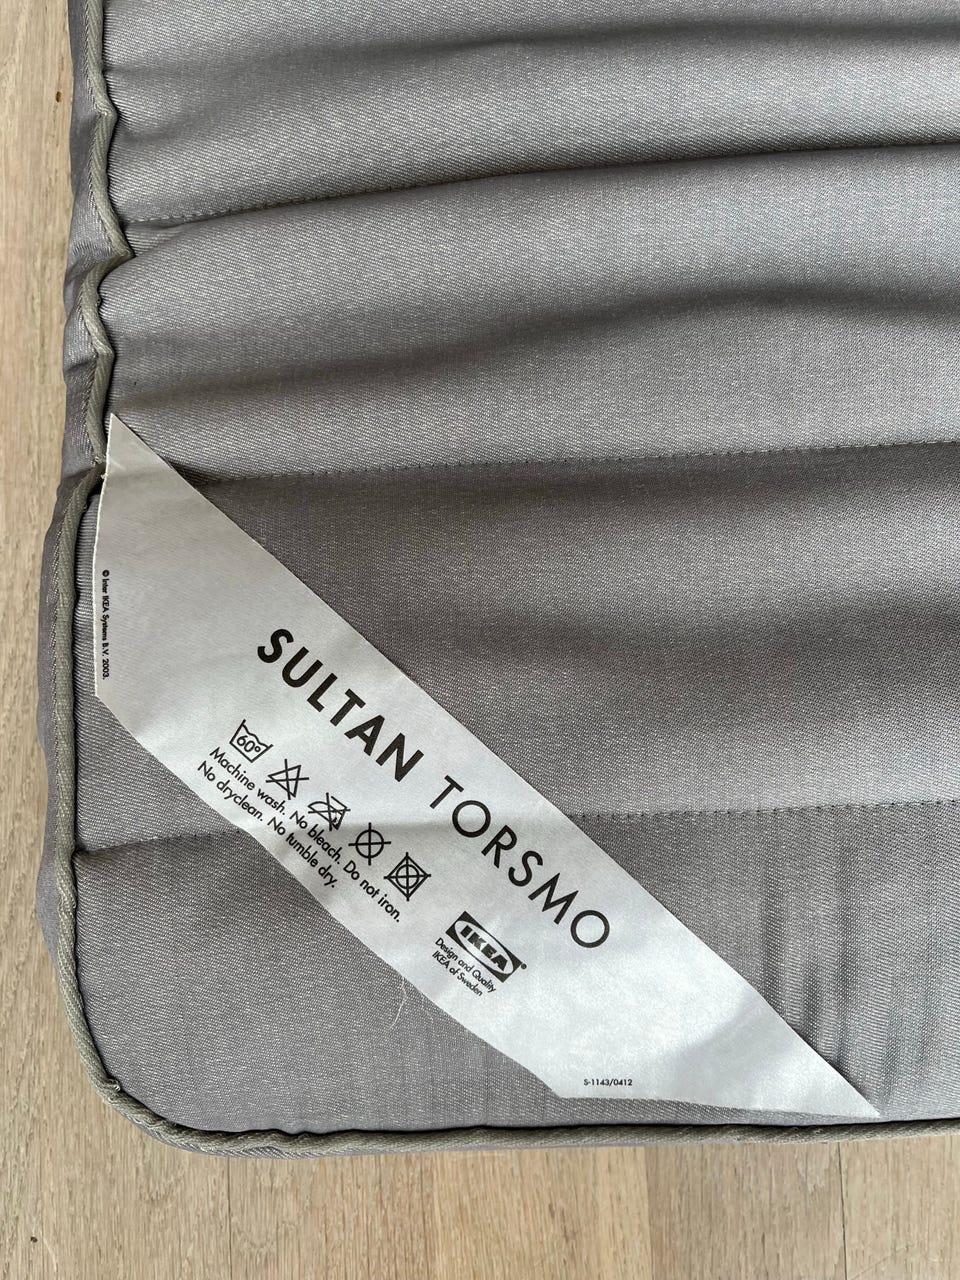 © Inter IKEA Systems B.V. 2003.
SULTAN TORSMO
60°
Machine wash. No bleach. Do not iron.
No dryclean. No tumble dry.
IKEA®
Design and Quality
IKEA of Sweden
S-1143/0412